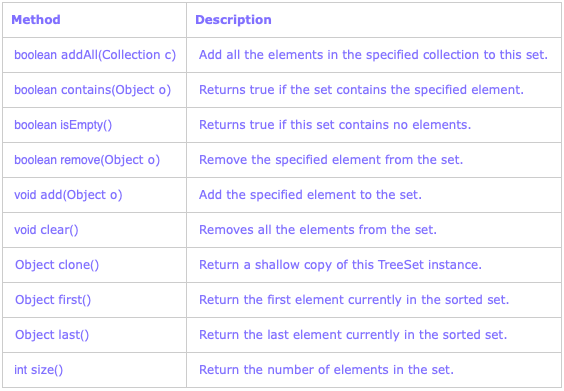 Method Description
boolean addAll(Collection c) Add all the elements in the specified collection to this set.
boolean contains(Object o) Returns true if the set contains the specified element.
boolean isEmpty() Returns true if this set contains no elements.
boolean remove(Object o) Remove the specified element from the set.
void add(Object o) Add the specified element to the set.
void clear() Removes all the elements from the set.
Object clone() Return a shallow copy of this TreeSet instance.
Object first() Return the first element currently in the sorted set.
Object last() Return the last element currently in the sorted set.
int size() Return the number of elements in the set.